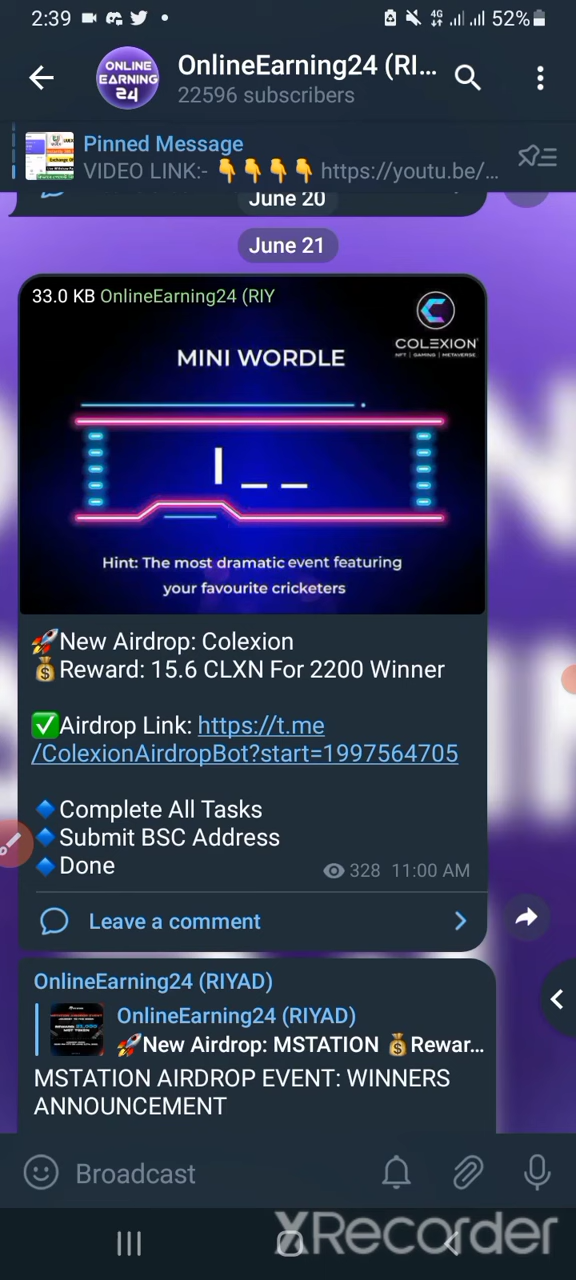 2:39
4G
52%
ONLINE
EARNING
24
OnlineEarning24 (RI...
22596 subscribers
Pinned Message
VIDEO LINK:- 👇👇👇👇 https://youtu.be/...
June 20
June 21
33.0 KB OnlineEarning24 (RIY
COLEXION
NFT | GAMING | METAVERSE
MINI WORDLE
I _ _
Hint: The most dramatic event featuring
your favourite cricketers
🚀New Airdrop: Colexion
💰Reward: 15.6 CLXN For 2200 Winner
✅Airdrop Link: https://t.me
/ColexionAirdropBot?start=1997564705
🔹Complete All Tasks
🔹Submit BSC Address
🔹Done
328 11:00 AM
Leave a comment
OnlineEarning24 (RIYAD)
OnlineEarning24 (RIYAD)
🚀New Airdrop: MSTATION 💰Rewar...
MSTATION AIRDROP EVENT: WINNERS
ANNOUNCEMENT
Broadcast
XRecorder